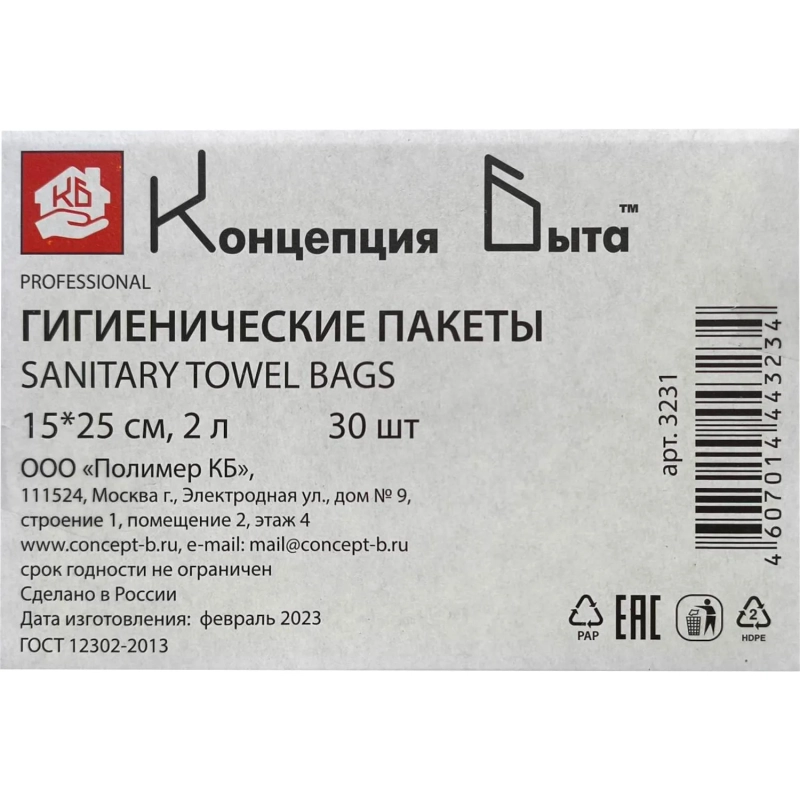 КБ
Концепция Быта™
PROFESSIONAL
ГИГИЕНИЧЕСКИЕ ПАКЕТЫ
SANITARY TOWEL BAGS
15*25 см, 2 л 30 шт
ООО «Полимер КБ»,
111524, Москва г., Электродная ул., дом № 9,
строение 1, помещение 2, этаж 4
www.concept-b.ru, e-mail: mail@concept-b.ru
срок годности не ограничен
Сделано в России
Дата изготовления: февраль 2023
ГОСТ 12302-2013
арт. 3231
4607014443234
PAP
EAC
2
HDPE